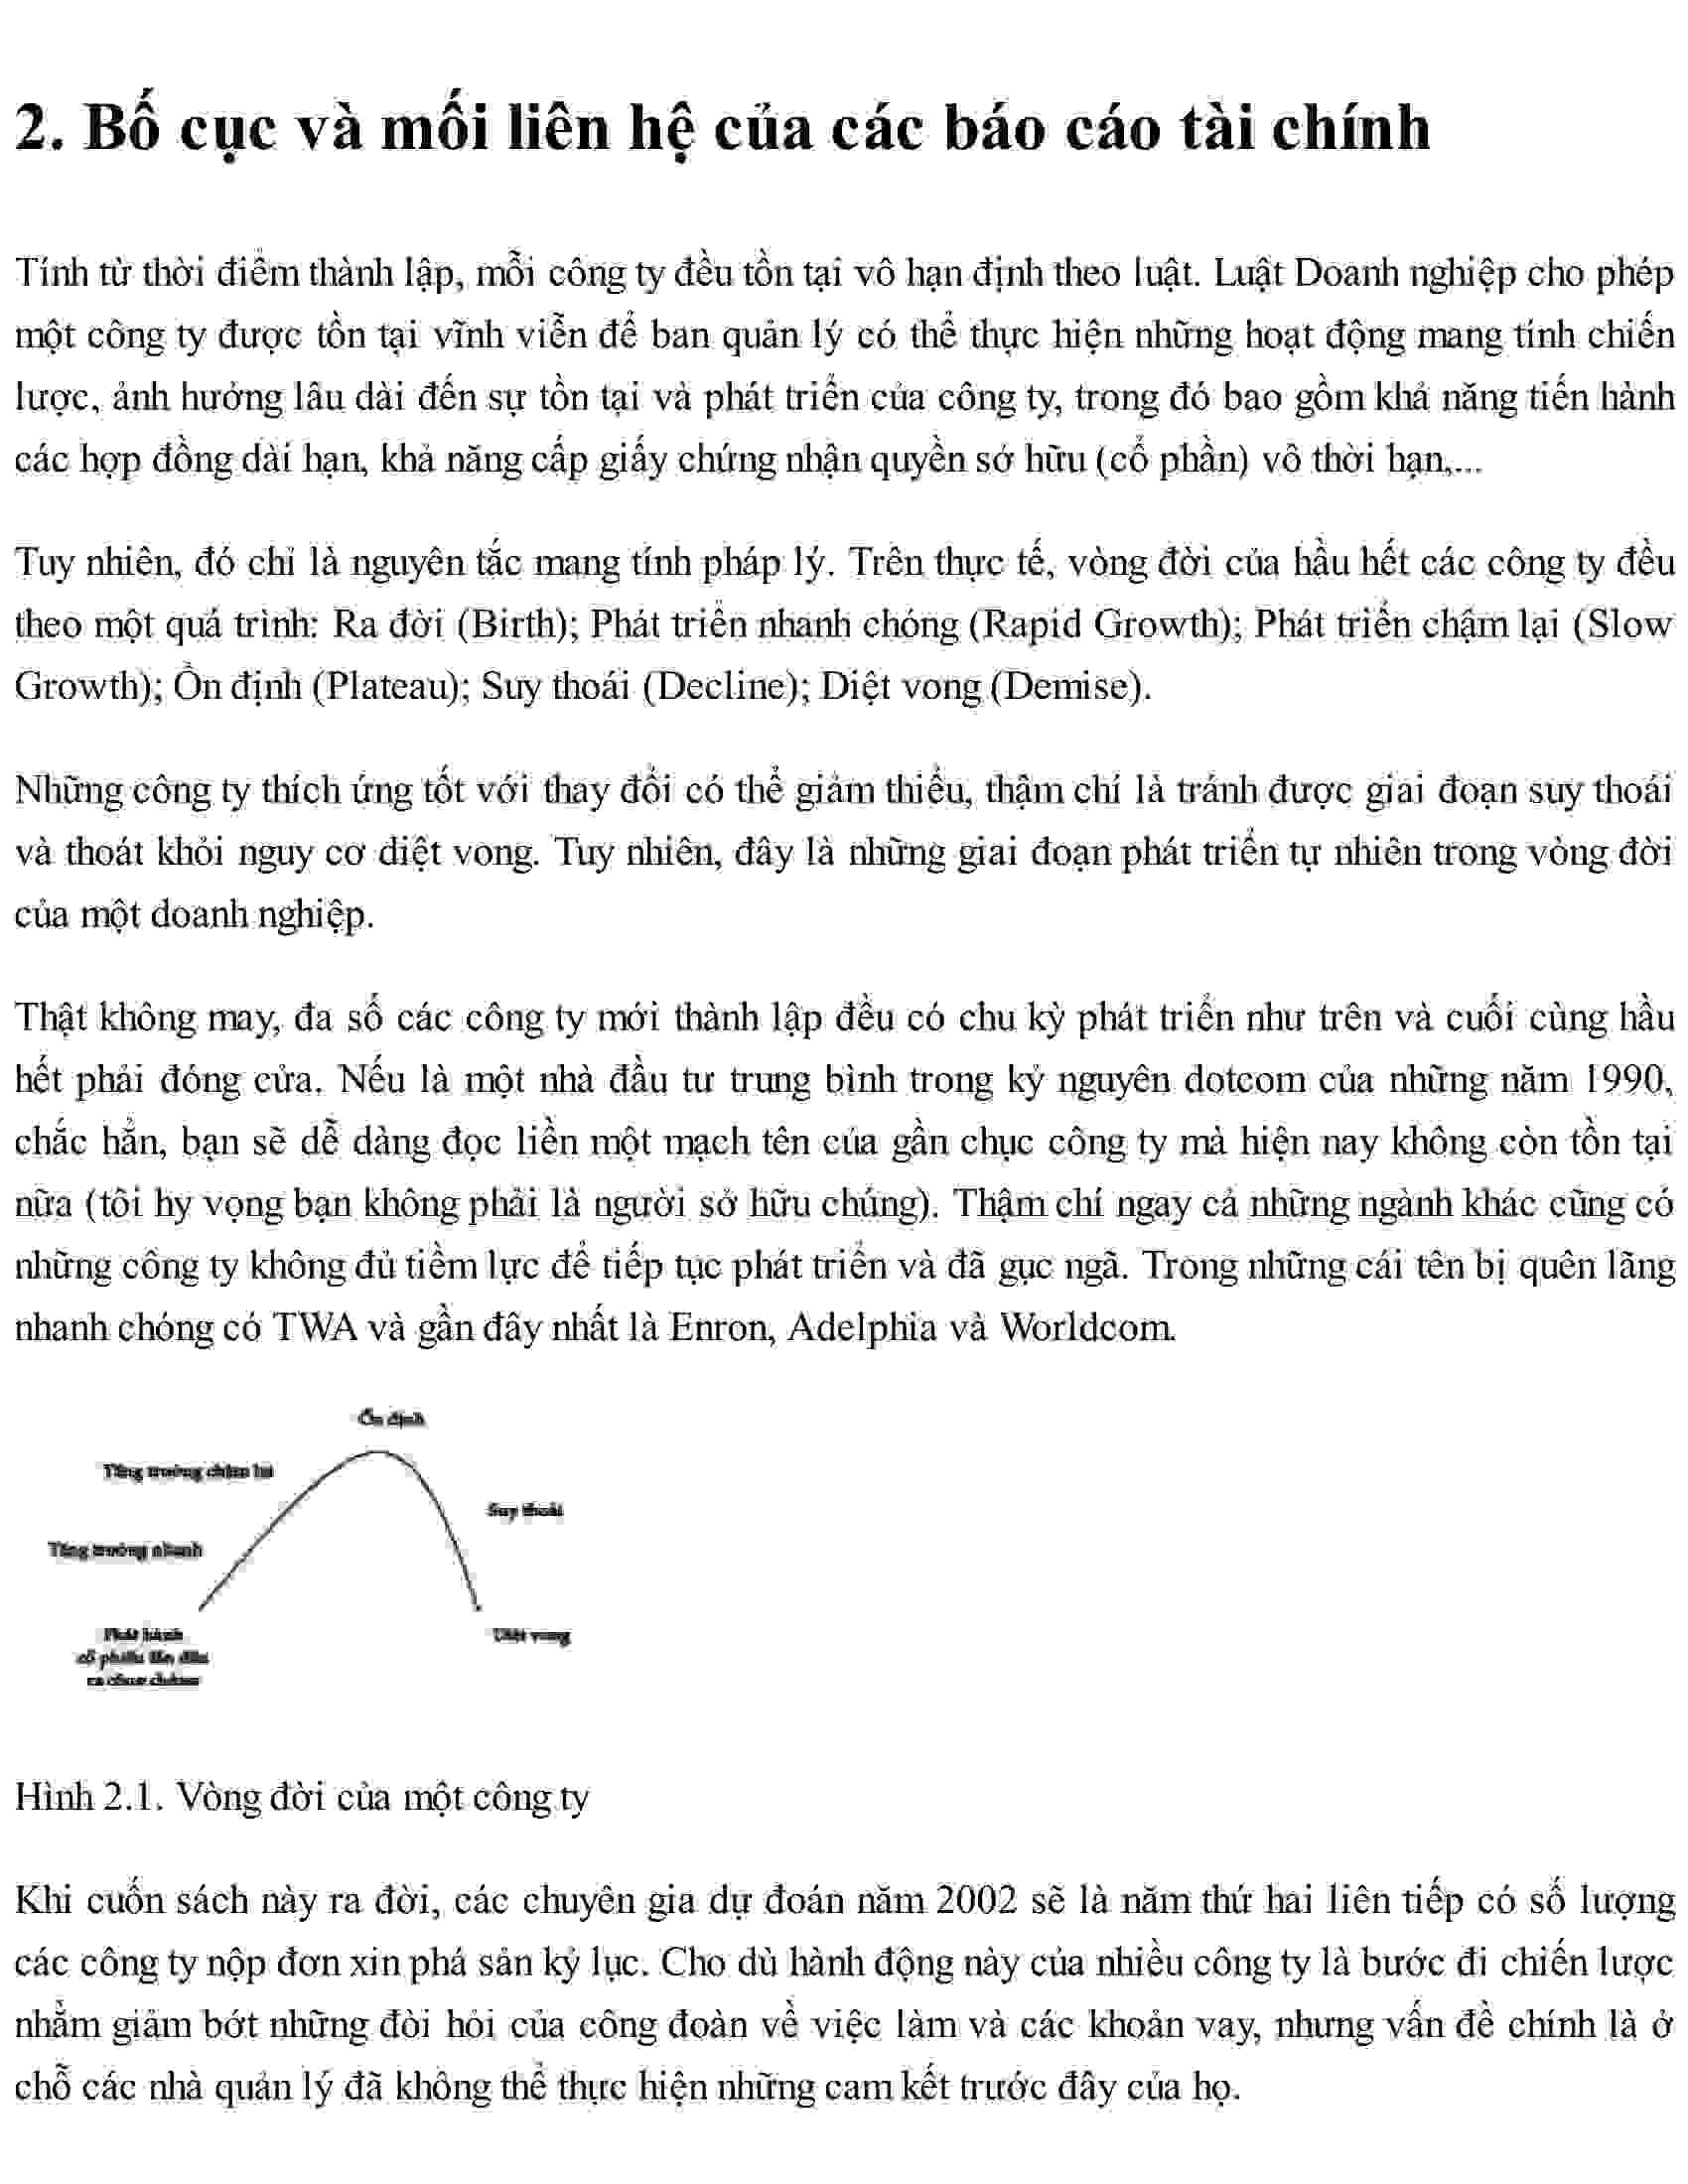 2. Bố cục và mối liên hệ của các báo cáo tài chính
Tính từ thời điểm thành lập, mỗi công ty đều tồn tại vô hạn định theo luật. Luật Doanh nghiệp cho phép
một công ty được tồn tại vĩnh viễn để ban quản lý có thể thực hiện những hoạt động mang tính chiến
lược, ảnh hưởng lâu dài đến sự tồn tại và phát triển của công ty, trong đó bao gồm khả năng tiến hành
các hợp đồng dài hạn, khả năng cấp giấy chứng nhận quyền sở hữu (cổ phần) vô thời hạn,...
Tuy nhiên, đó chỉ là nguyên tắc mang tính pháp lý. Trên thực tế, vòng đời của hầu hết các công ty đều
theo một quá trình: Ra đời (Birth); Phát triển nhanh chóng (Rapid Growth); Phát triển chậm lại (Slow
Growth); Ổn định (Plateau); Suy thoái (Decline); Diệt vong (Demise).
Những công ty thích ứng tốt với thay đổi có thể giảm thiểu, thậm chí là tránh được giai đoạn suy thoái
và thoát khỏi nguy cơ diệt vong. Tuy nhiên, đây là những giai đoạn phát triển tự nhiên trong vòng đời
của một doanh nghiệp.
Thật không may, đa số các công ty mới thành lập đều có chu kỳ phát triển như trên và cuối cùng hầu
hết phải đóng cửa. Nếu là một nhà đầu tư trung bình trong kỷ nguyên dotcom của những năm 1990,
chắc hẳn, bạn sẽ dễ dàng đọc liền một mạch tên của gần chục công ty mà hiện nay không còn tồn tại
nữa (tôi hy vọng bạn không phải là người sở hữu chúng). Thậm chí ngay cả những ngành khác cũng có
những công ty không đủ tiềm lực để tiếp tục phát triển và đã gục ngã. Trong những cái tên bị quên lãng
nhanh chóng có TWA và gần đây nhất là Enron, Adelphia và Worldcom.
Ổn định
Tăng trưởng chậm lại
Suy thoái
Tăng trưởng nhanh
Phát hành
cổ phiếu lần đầu
ra công chúng
Diệt vong
Hình 2.1. Vòng đời của một công ty
Khi cuốn sách này ra đời, các chuyên gia dự đoán năm 2002 sẽ là năm thứ hai liên tiếp có số lượng
các công ty nộp đơn xin phá sản kỷ lục. Cho dù hành động này của nhiều công ty là bước đi chiến lược
nhằm giảm bớt những đòi hỏi của công đoàn về việc làm và các khoản vay, nhưng vấn đề chính là ở
chỗ các nhà quản lý đã không thể thực hiện những cam kết trước đây của họ.